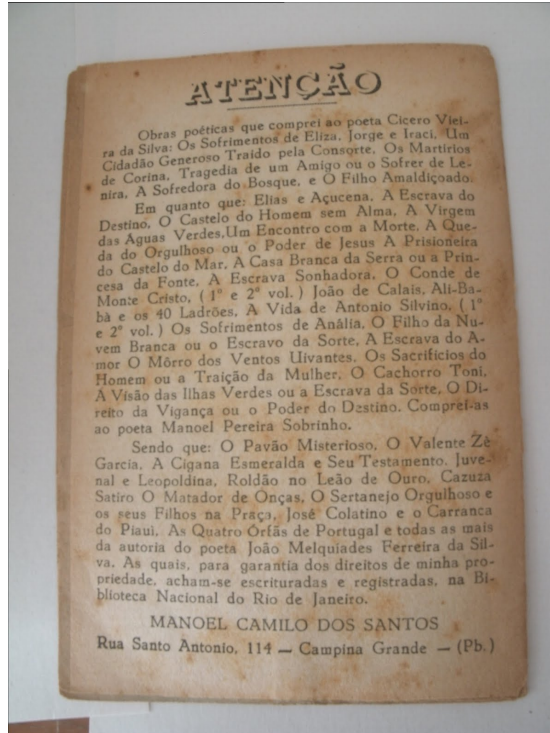 ATENÇÃO
Obras poéticas que comprei ao poeta Cicero Viei-
ra da Silva: Os Sofrimentos de Eliza, Jorge e Iraci, Um
Cidadão Generoso Traido pela Consorte. Os Martirios
de Corina, Tragedia de um Amigo ou o Sofrer de Le-
nira, A Sofredora do Bosque, e O Filho Amaldiçoado.
Em quanto que: Elias e Açucena, A Escrava do
Destino, O Castelo do Homem sem Alma, A Virgem
das Aguas Verdes,Um Encontro com a Morte, A Que-
da do Orgulhoso ou o Poder de Jesus A Prisioneira
do Castelo do Mar, A Casa Branca da Serra ou a Prin-
cesa da Fonte, A Escrava Sonhadora, O Conde de
Monte Cristo, ( 1º e 2º vol. ) João de Calais, Ali-Ba-
bà e os 40 Ladrões, A Vida de Antonio Silvino, ( 1º
e 2º vol. ) Os Sofrimentos de Anália, O Filho da Nu-
vem Branca ou o Escravo da Sorte, A Escrava do A-
mor O Môrro dos Ventos Uivantes. Os Sacrificios do
Homem ou a Traição da Mulher, O Cachorro Toni,
A Visão das Ilhas Verdes ou a Escrava da Sorte, O Di-
reito da Vigança ou o Poder do Destino. Comprei-as
ao poeta Manoel Pereira Sobrinho.
Sendo que: O Pavão Misterioso, O Valente Zé
Garcia, A Cigana Esmeralda e Seu Testamento, Juve-
nal e Leopoldina, Roldão no Leão de Ouro, Cazuza
Satiro O Matador de Onças, O Sertanejo Orgulhoso e
os seus Filhos na Praça, José Colatino e o Carranca
do Piaui, As Quatro Órfãs de Portugal e todas as mais
da autoria do poeta João Melquiades Ferreira da Sil-
va. As quais, para garantia dos direitos de minha pro-
priedade, acham-se escrituradas e registradas, na Bi-
blioteca Nacional do Rio de Janeiro.
MANOEL CAMILO DOS SANTOS
Rua Santo Antonio, 114 — Campina Grande — (Pb.)